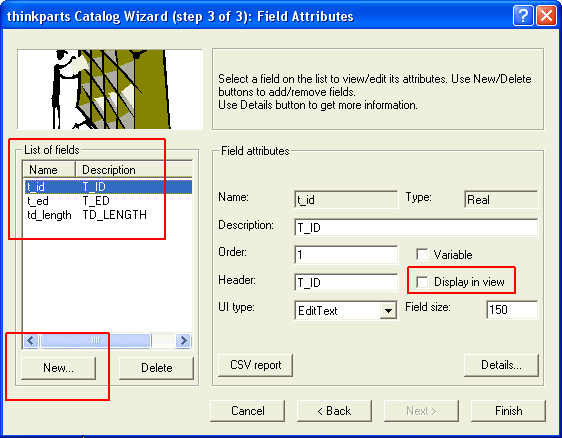 thinkparts Catalog Wizard (step 3 of 3): Field Attributes
Select a field on the list to view/edit its attributes. Use New/Delete
buttons to add/remove fields.
Use Details button to get more information.
List of fields
Name Description
t_id T_ID
t_ed T_ED
td_length TD_LENGTH
New... Delete
Field attributes
Name: t_id Type: Real
Description: T_ID
Order: 1 Variable
Header: T_ID Display in view
UI type: EditText Field size: 150
CSV report Details...
Cancel < Back Next > Finish